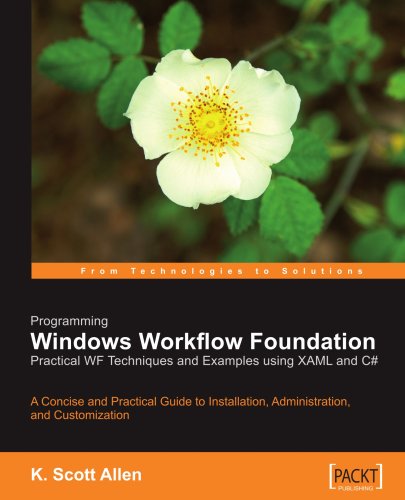 From Technologies to Solutions
Programming
Windows Workflow Foundation
Practical WF Techniques and Examples using XAML and C#
A Concise and Practical Guide to Installation, Administration,
and Customization
K. Scott Allen
[PACKT]
PUBLISHING